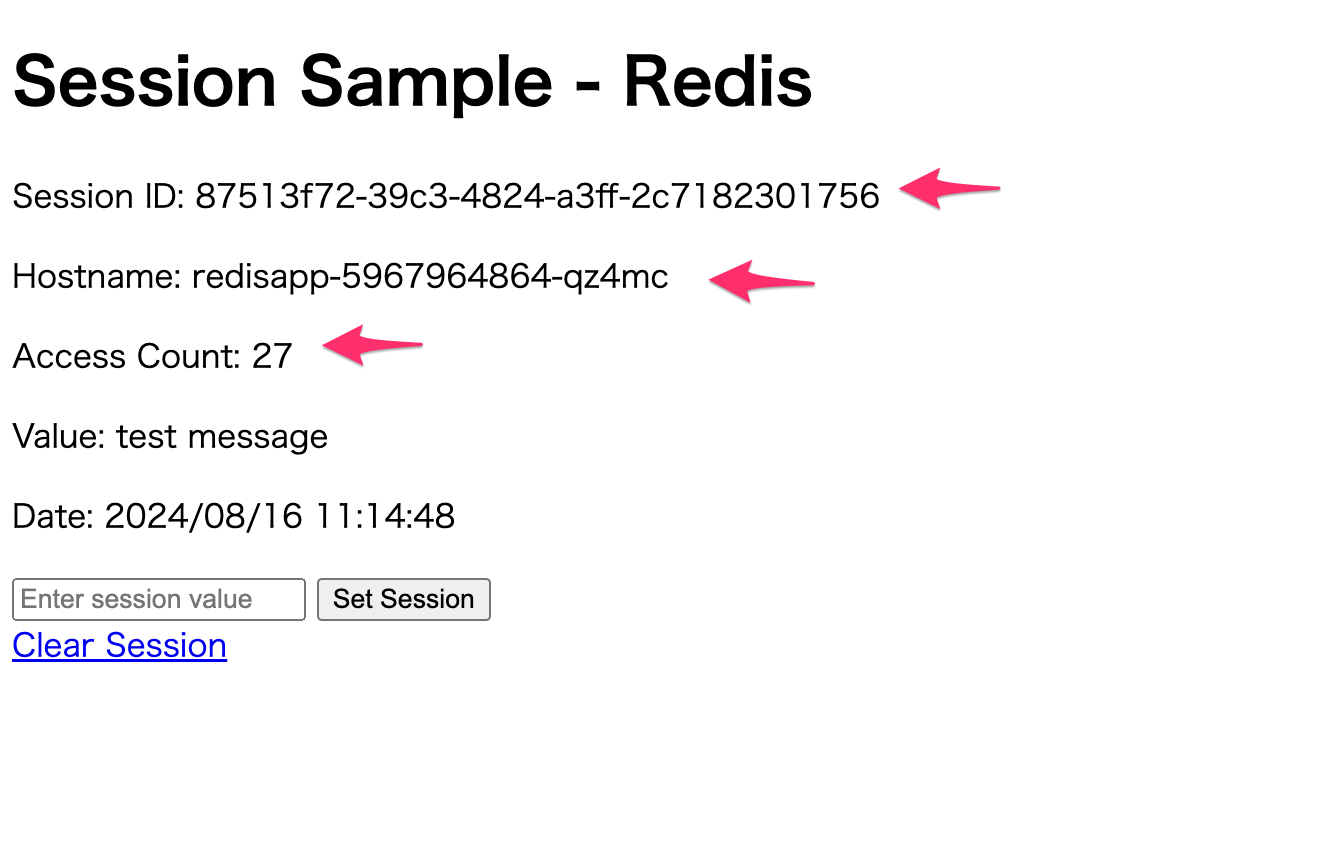 Session Sample - Redis
Session ID: 87513f72-39c3-4824-a3ff-2c7182301756
Hostname: redisapp-5967964864-qz4mc
Access Count: 27
Value: test message
Date: 2024/08/16 11:14:48
Enter session value Set Session
Clear Session